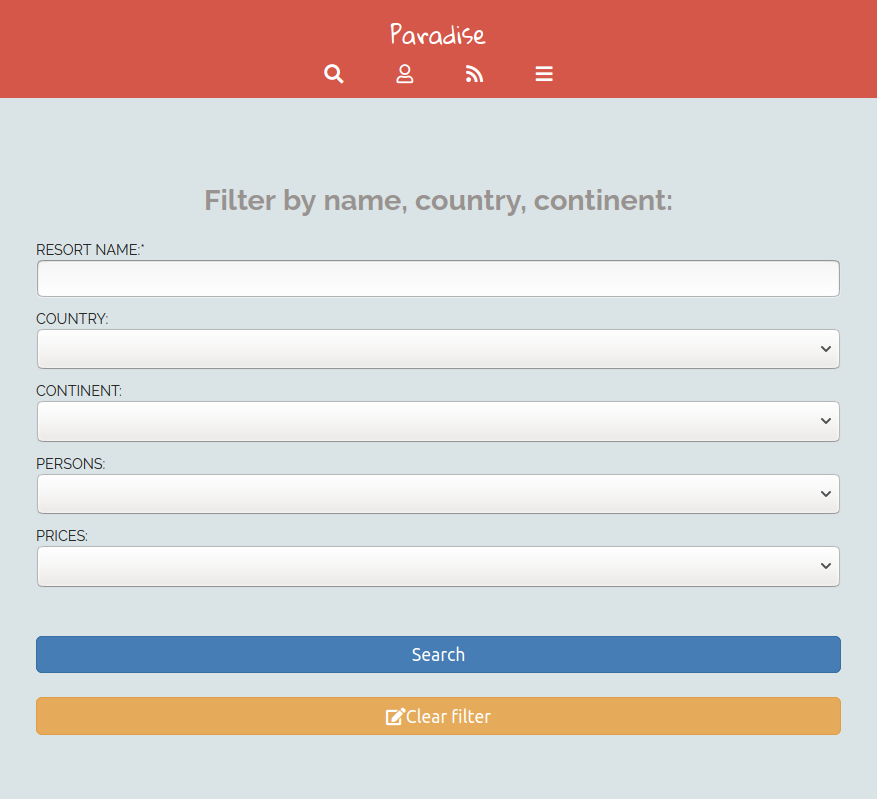 Paradise
Filter by name, country, continent:
RESORT NAME:*
COUNTRY:
CONTINENT:
PERSONS:
PRICES:
Search
Clear filter